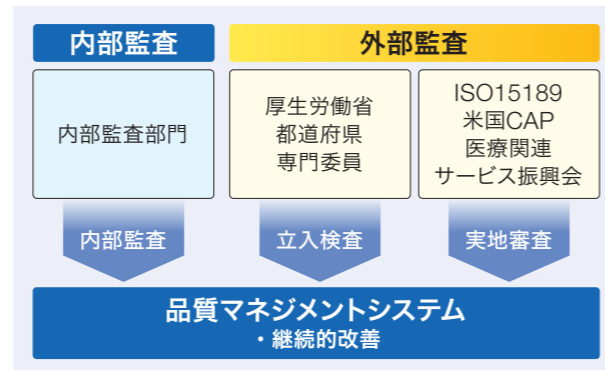 内部監査
外部監査
内部監査部門
厚生労働省
都道府県
専門委員
ISO15189
米国CAP
医療関連
サービス振興会
内部監査
立入検査
実地審査
品質マネジメントシステム
・継続的改善